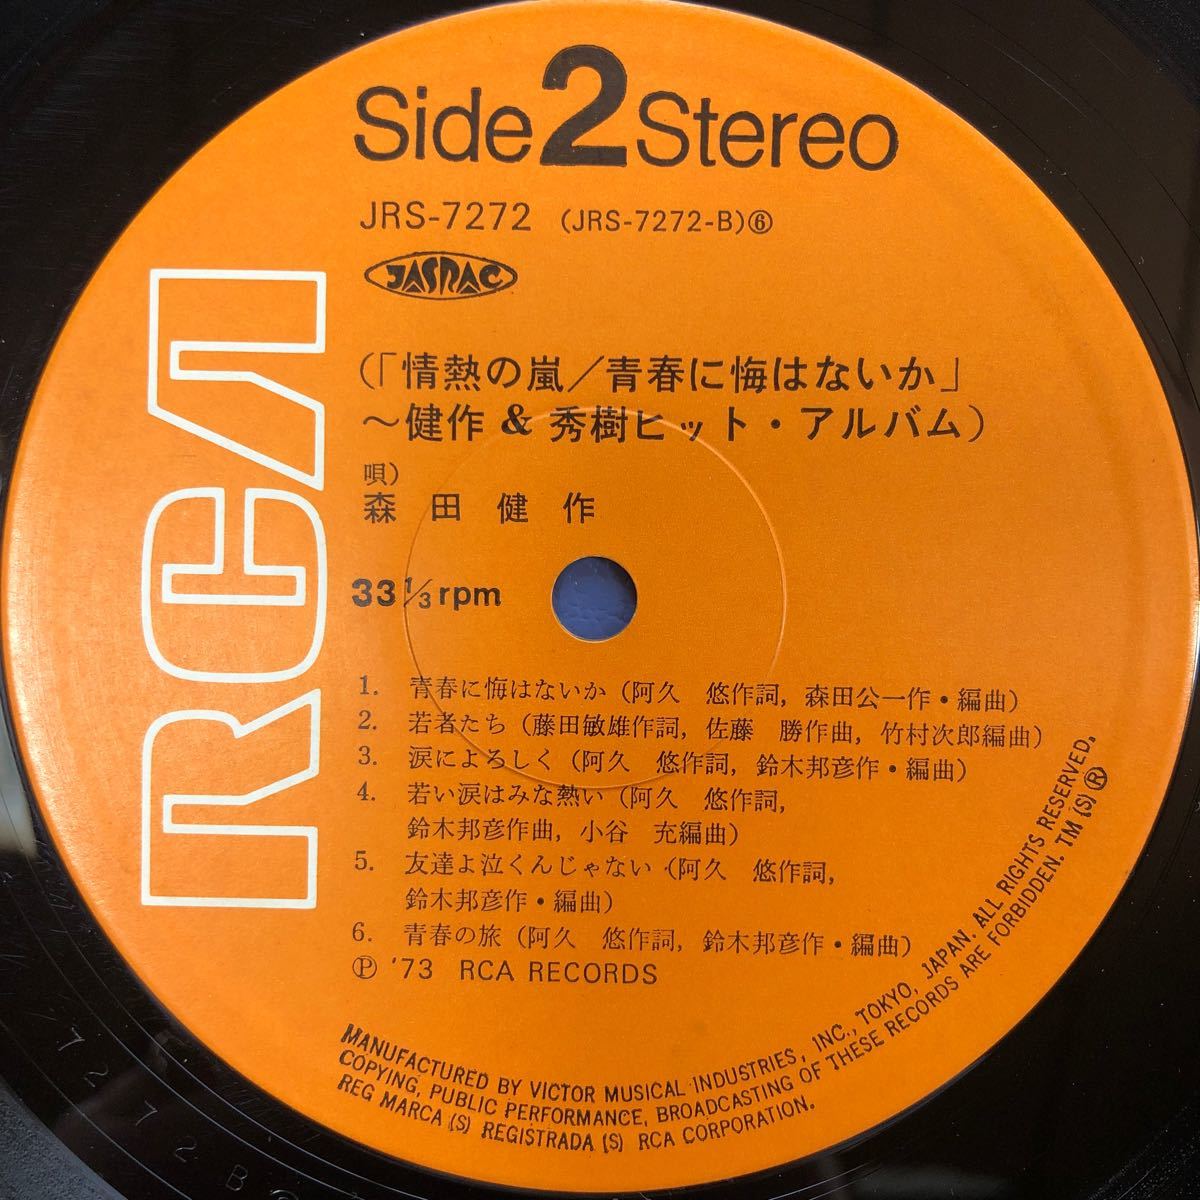 Side 2 Stereo
JRS-7272 (JRS-7272-B)⑥
JASRAC
(「情熱の嵐/青春に悔はないか」
~健作 & 秀樹ヒット・アルバム)
唄)
森田健作
33 1/3 rpm
RCA
1. 青春に悔はないか (阿久 悠作詞, 森田公一作・編曲)
2. 若者たち (藤田敏雄作詞, 佐藤 勝作曲, 竹村次郎編曲)
3. 涙によろしく (阿久 悠作詞, 鈴木邦彦作・編曲)
4. 若い涙はみな熱い (阿久 悠作詞,
鈴木邦彦作曲, 小谷 充編曲)
5. 友達よ泣くんじゃない (阿久 悠作詞,
鈴木邦彦作・編曲)
6. 青春の旅 (阿久 悠作詞, 鈴木邦彦作・編曲)
Ⓟ '73 RCA RECORDS
MANUFACTURED BY VICTOR MUSICAL INDUSTRIES, INC., TOKYO, JAPAN. ALL RIGHTS RESERVED.
COPYING, PUBLIC PERFORMANCE, BROADCASTING OF THESE RECORDS ARE FORBIDDEN. TM (S) ®
REG MARCA (S) REGISTRADA (S) RCA CORPORATION.